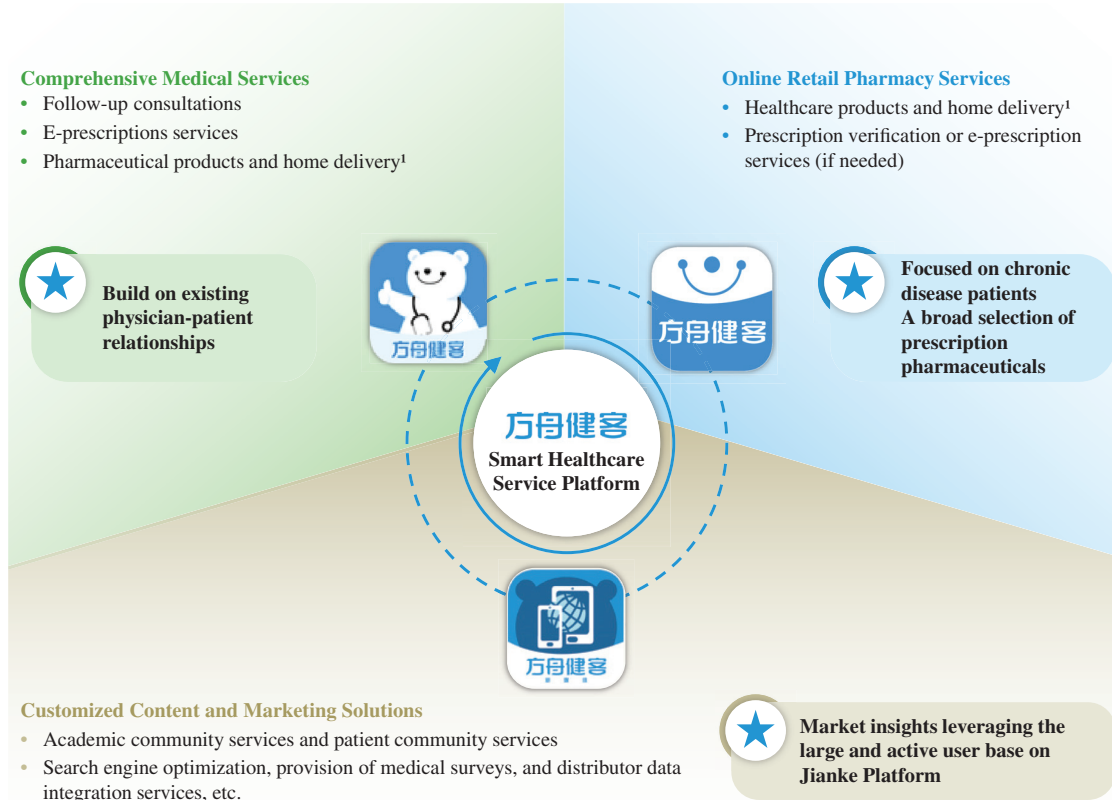 Comprehensive Medical Services
• Follow-up consultations
• E-prescriptions services
• Pharmaceutical products and home delivery¹
Online Retail Pharmacy Services
• Healthcare products and home delivery¹
• Prescription verification or e-prescription
services (if needed)
Build on existing
physician-patient
relationships
方舟健客
方舟健客
Focused on chronic
disease patients
A broad selection of
prescription
pharmaceuticals
方舟健客
Smart Healthcare
Service Platform
方舟健客
Customized Content and Marketing Solutions
• Academic community services and patient community services
• Search engine optimization, provision of medical surveys, and distributor data
integration services, etc.
Market insights leveraging the
large and active user base on
Jianke Platform